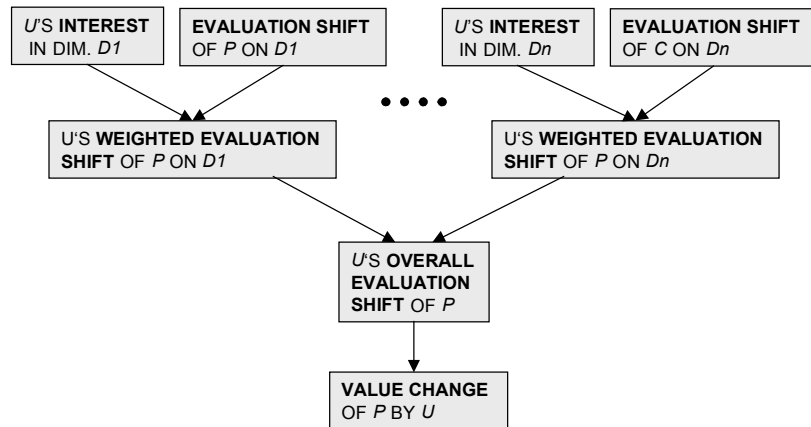 U'S INTEREST
IN DIM. D1
EVALUATION SHIFT
OF P ON D1
U'S INTEREST
IN DIM. Dn
EVALUATION SHIFT
OF C ON Dn
U'S WEIGHTED EVALUATION
SHIFT OF P ON D1
U'S WEIGHTED EVALUATION
SHIFT OF P ON Dn
U'S OVERALL
EVALUATION
SHIFT OF P
VALUE CHANGE
OF P BY U